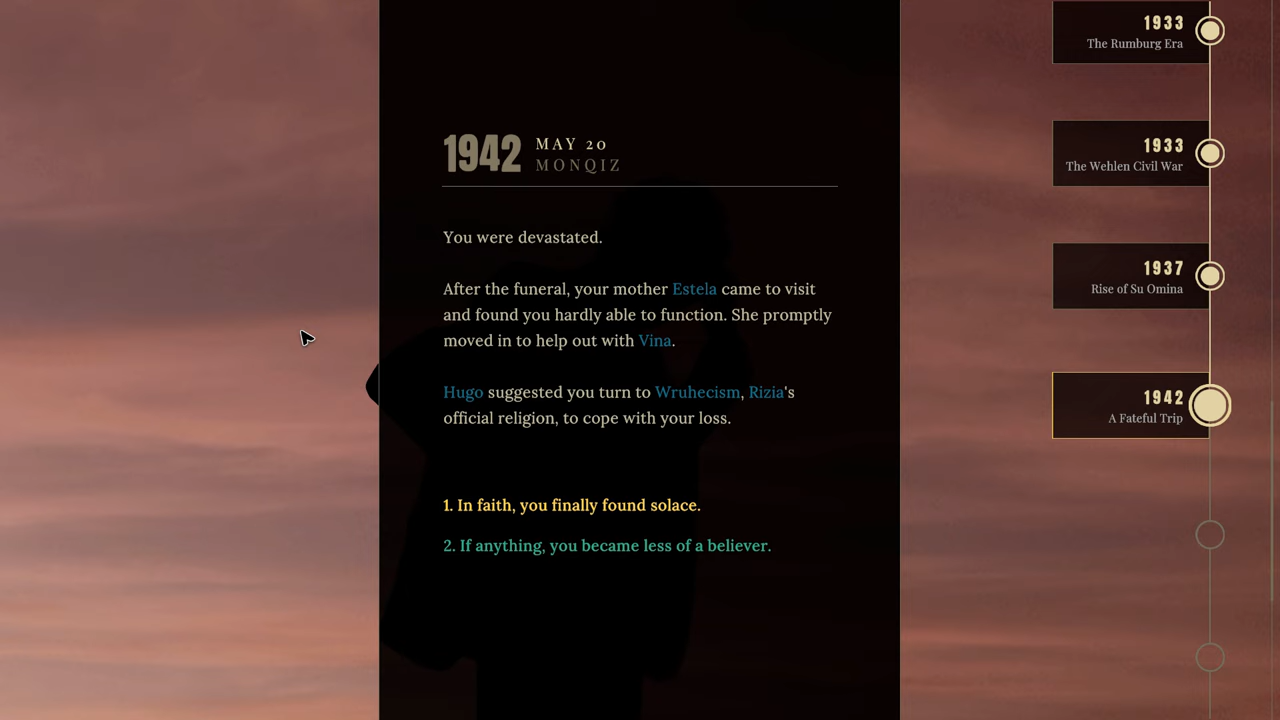 1942 MAY 20
MONQIZ
You were devastated.
After the funeral, your mother Estela came to visit
and found you hardly able to function. She promptly
moved in to help out with Vina.
Hugo suggested you turn to Wruhecism, Rizia's
official religion, to cope with your loss.
1. In faith, you finally found solace.
2. If anything, you became less of a believer.
1933
The Rumburg Era
1933
The Wehlen Civil War
1937
Rise of Su Omina
1942
A Fateful Trip